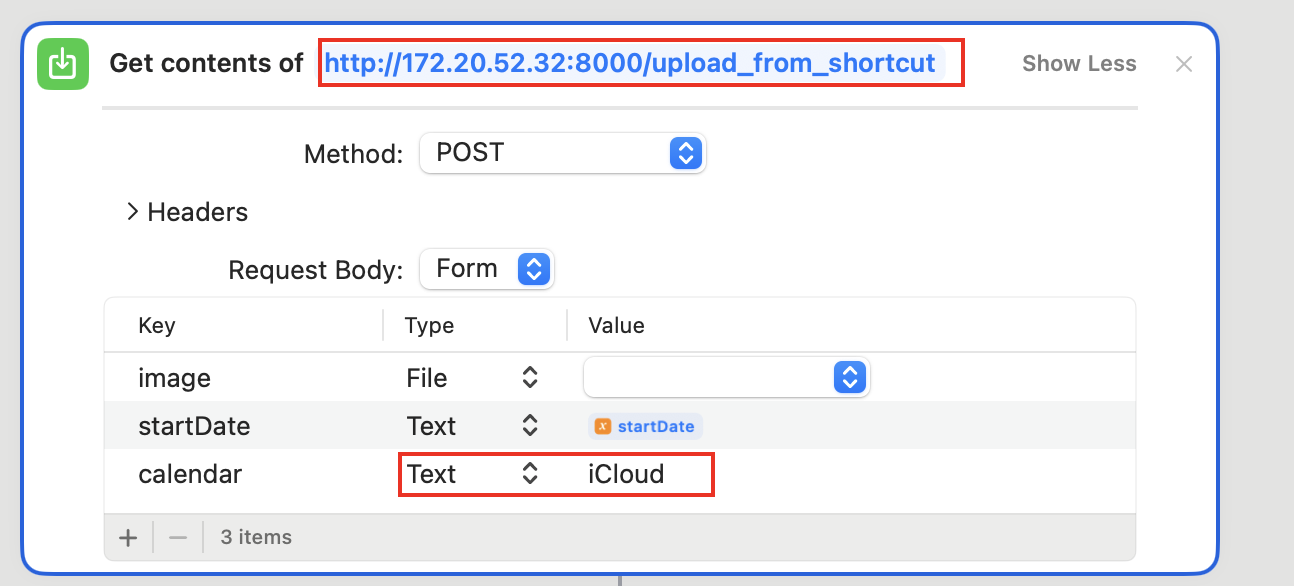 Get contents of http://172.20.52.32:8000/upload_from_shortcut Show Less
Method: POST
Headers
Request Body: Form
Key Type Value
image File
startDate Text x startDate
calendar Text iCloud
3 items